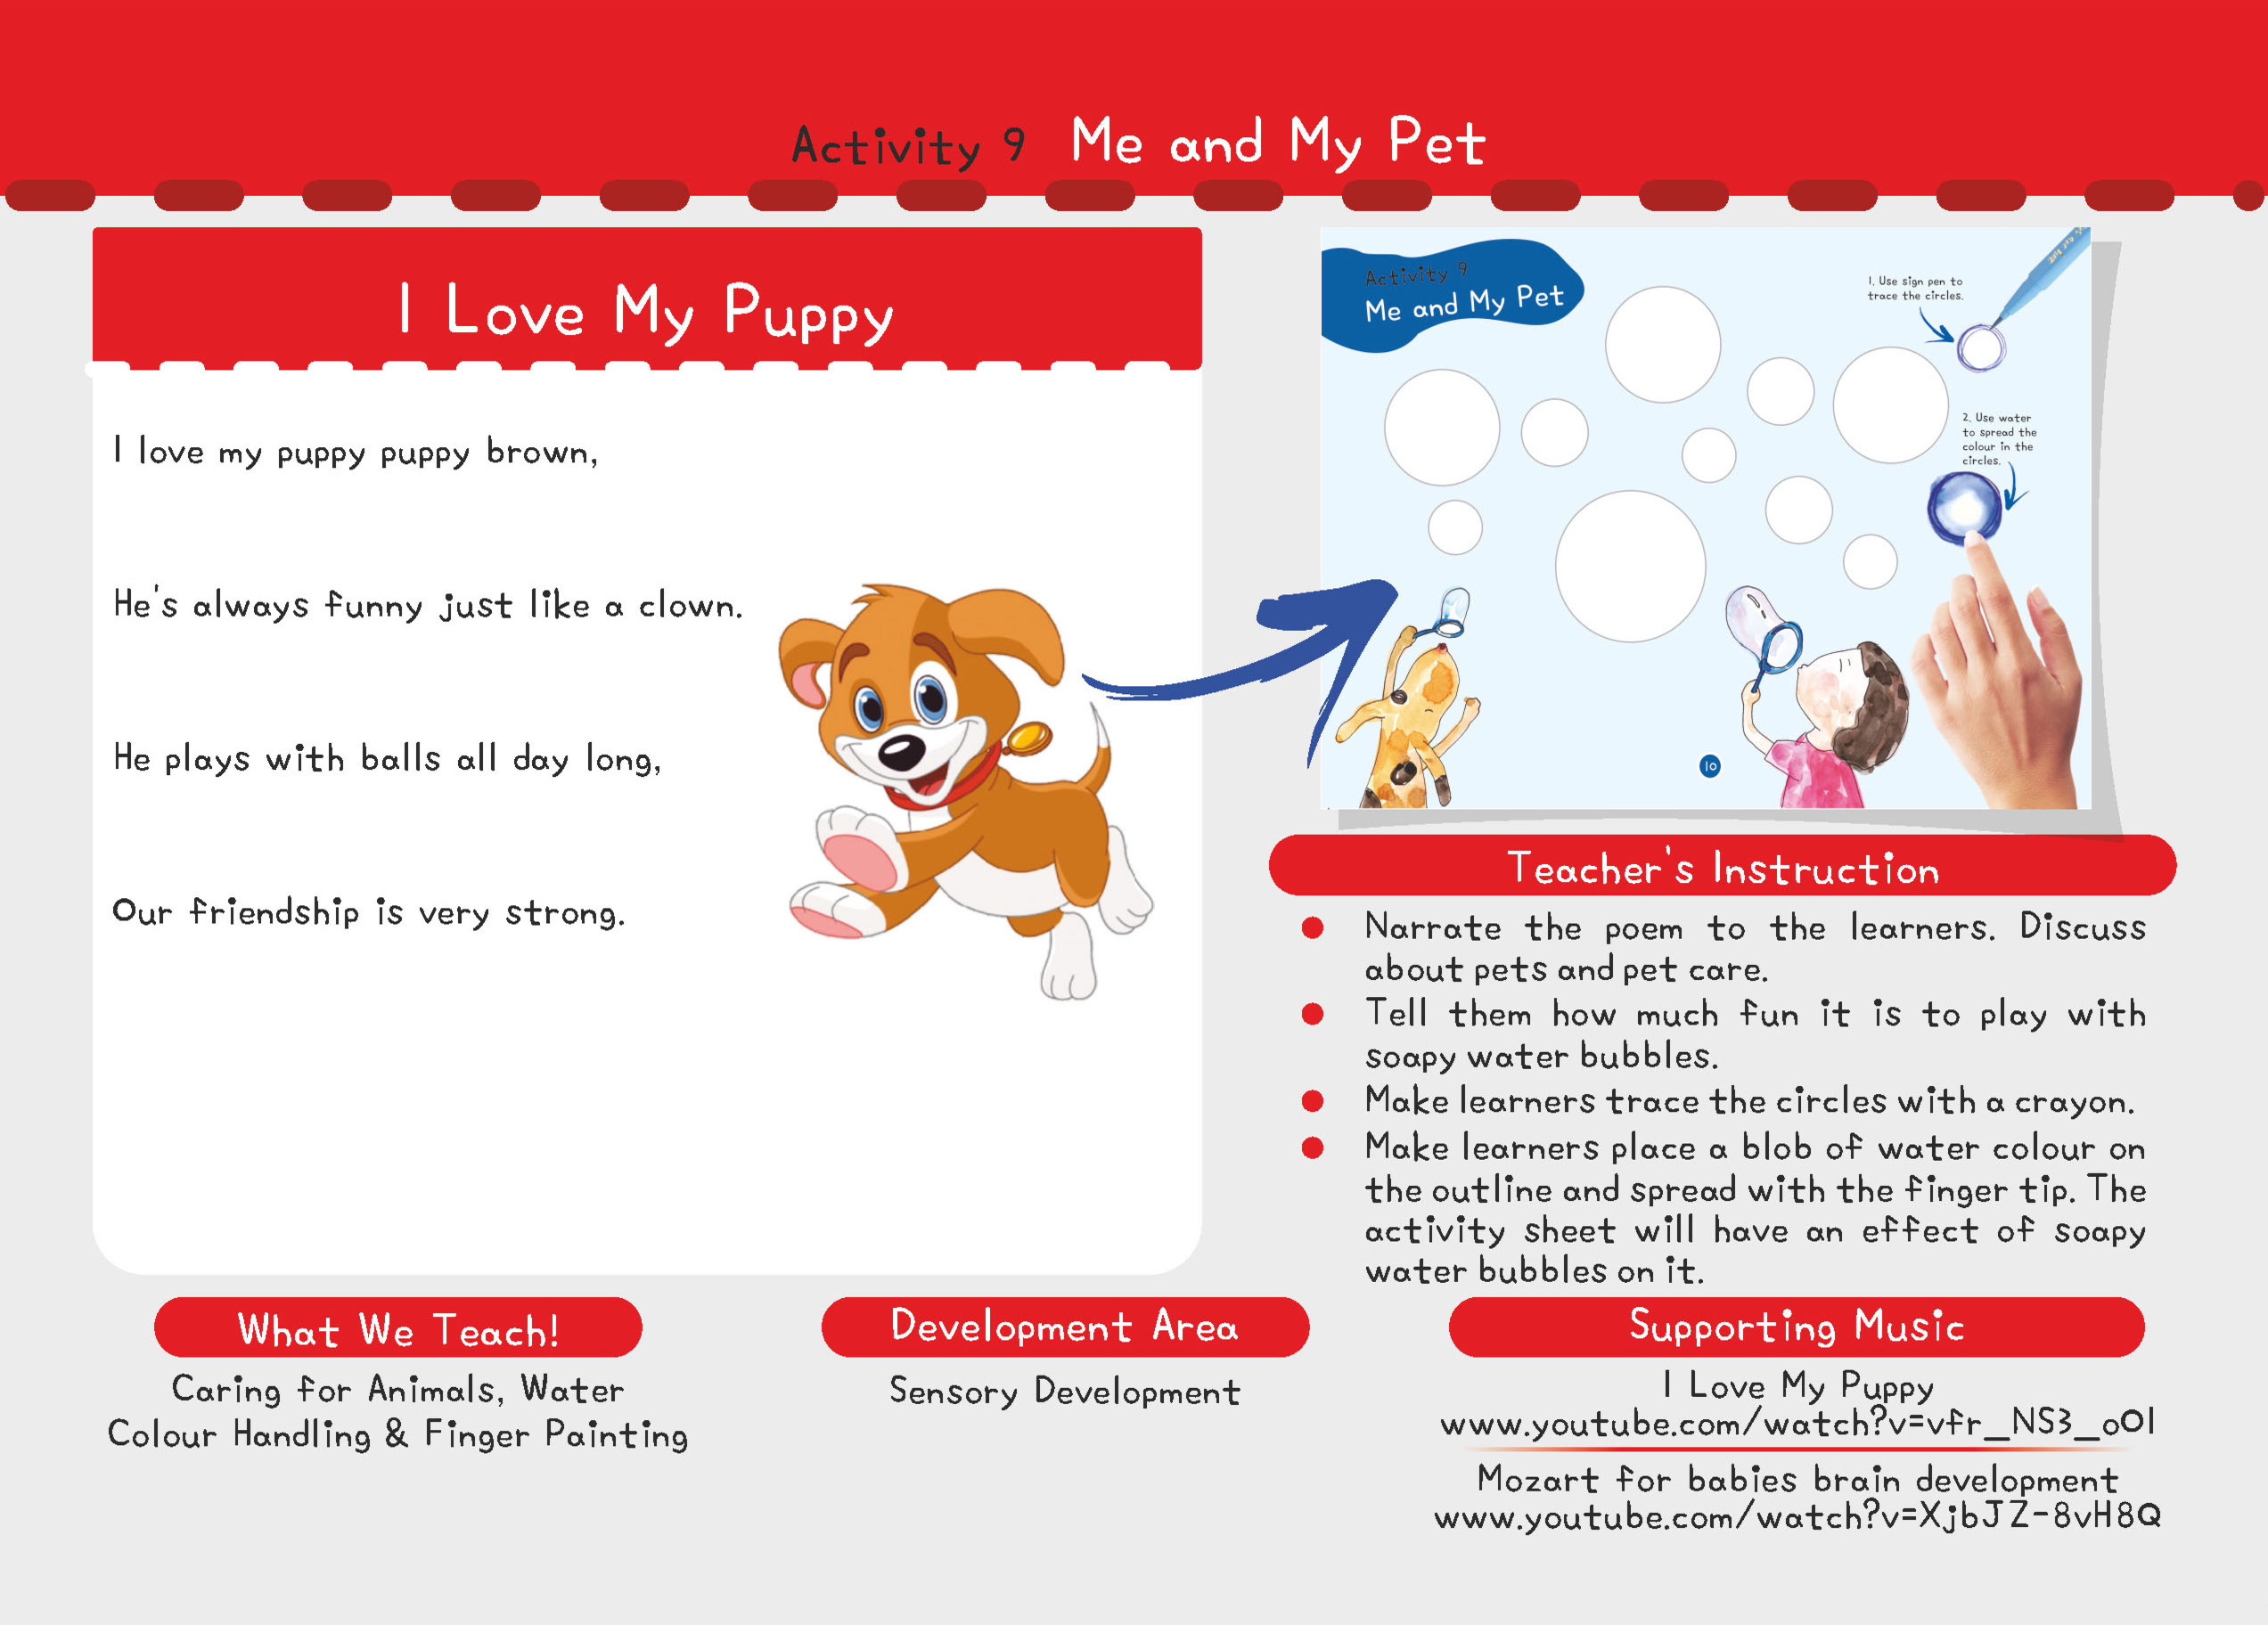 Activity 9 Me and My Pet
I Love My Puppy
I love my puppy puppy brown,
He's always funny just like a clown.
He plays with balls all day long,
Our friendship is very strong.
Activity 9
Me and My Pet
1. Use sign pen to
trace the circles.
2. Use water
to spread the
colour in the
circles.
10
Teacher's Instruction
Narrate the poem to the learners. Discuss
about pets and pet care.
Tell them how much fun it is to play with
soapy water bubbles.
Make learners trace the circles with a crayon.
Make learners place a blob of water colour on
the outline and spread with the finger tip. The
activity sheet will have an effect of soapy
water bubbles on it.
What We Teach!
Caring for Animals, Water
Colour Handling & Finger Painting
Development Area
Sensory Development
Supporting Music
I Love My Puppy
www.youtube.com/watch?v=vfr_NS3_oOI
Mozart for babies brain development
www.youtube.com/watch?v=XjbJZ-8vH8Q